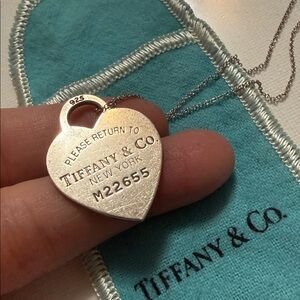 925
PLEASE RETURN TO
TIFFANY & CO.
NEW YORK
M22655
TIFFANY & CO.